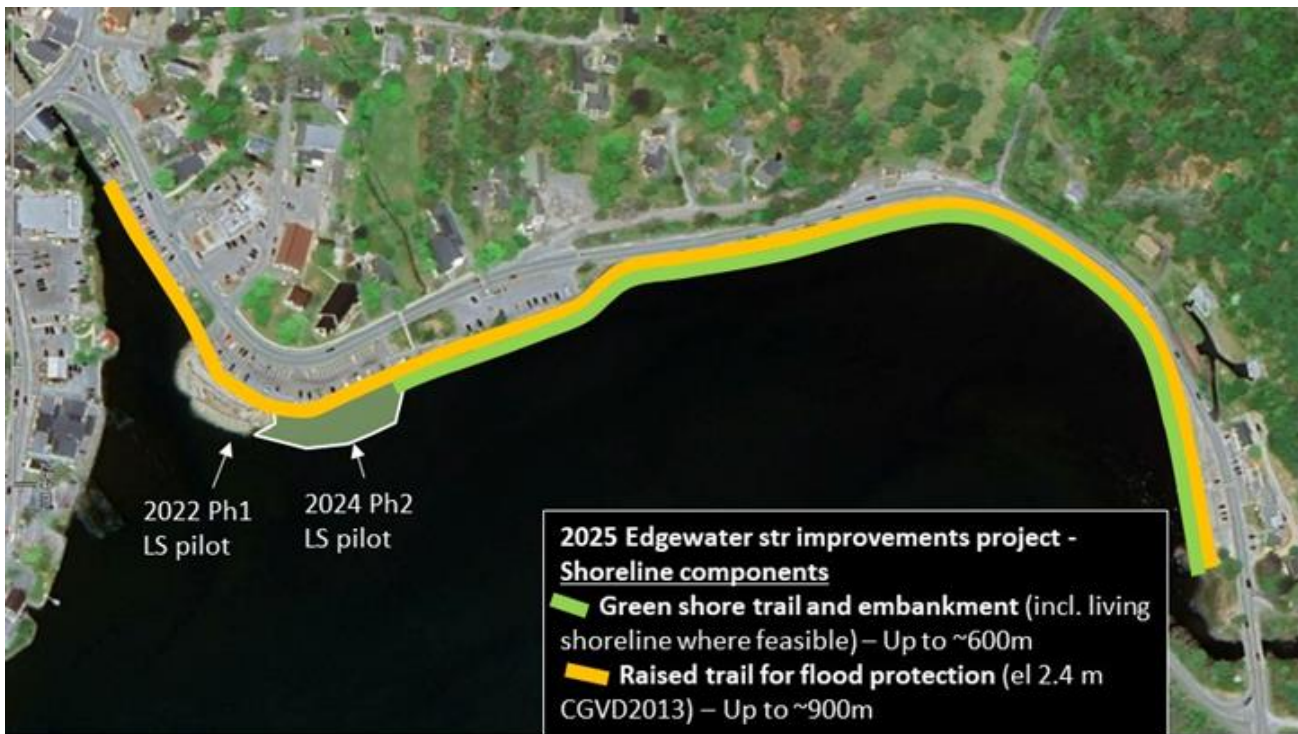 2022 Ph1
LS pilot
2024 Ph2
LS pilot
2025 Edgewater str improvements project -
Shoreline components
Green shore trail and embankment (incl. living
shoreline where feasible) – Up to ~600m
Raised trail for flood protection (el 2.4 m
CGVD2013) – Up to ~900m